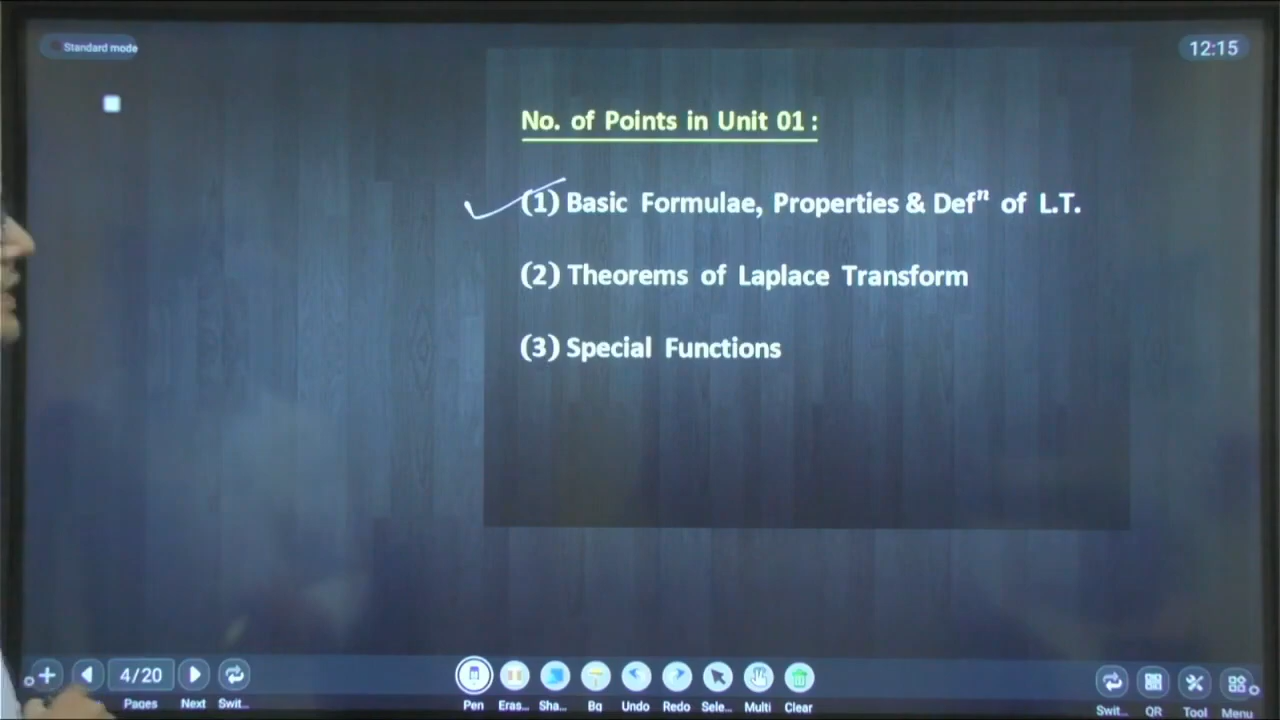 Standard mode
12:15
No. of Points in Unit 01 :
(1) Basic Formulae, Properties & Defⁿ of L.T.
(2) Theorems of Laplace Transform
(3) Special Functions
4/20
Pages Next Swit... Pen Eras... Sha... Bg Undo Redo Sele... Multi Clear Swit... QR Tool Menu